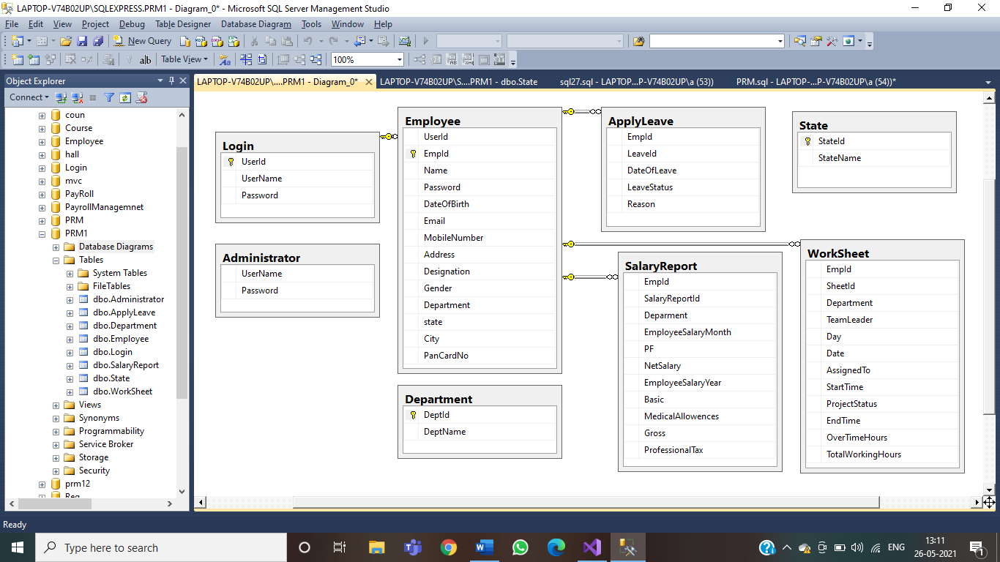 LAPTOP-V74B02UP\SQLEXPRESS.PRM1 - Diagram_0* - Microsoft SQL Server Management Studio
File Edit View Project Debug Table Designer Database Diagram Tools Window Help
New Query
Table View 100%
Object Explorer
Connect
coun
Course
Employee
hall
Login
mvc
PayRoll
PayrollManagemnet
PRM
PRM1
Database Diagrams
Tables
System Tables
FileTables
dbo.Administrator
dbo.ApplyLeave
dbo.Department
dbo.Employee
dbo.Login
dbo.SalaryReport
dbo.State
dbo.WorkSheet
Views
Synonyms
Programmability
Service Broker
Storage
Security
prm12
Reg
LAPTOP-V74B02UP\....PRM1 - Diagram_0* LAPTOP-V74B02UP\S....PRM1 - dbo.State sql27.sql - LAPTOP...P-V74B02UP\a (53)) PRM.sql - LAPTOP-...P-V74B02UP\a (54))*
Login
UserId
UserName
Password
Administrator
UserName
Password
Employee
UserId
EmpId
Name
Password
DateOfBirth
Email
MobileNumber
Address
Designation
Gender
Department
state
City
PanCardNo
Department
DeptId
DeptName
ApplyLeave
EmpId
LeaveId
DateOfLeave
LeaveStatus
Reason
SalaryReport
EmpId
SalaryReportId
Deparment
EmployeeSalaryMonth
PF
NetSalary
EmployeeSalaryYear
Basic
MedicalAllowences
Gross
ProfessionalTax
State
StateId
StateName
WorkSheet
EmpId
SheetId
Department
TeamLeader
Day
Date
AssignedTo
StartTime
ProjectStatus
EndTime
OverTimeHours
TotalWorkingHours
Ready
Type here to search
ENG
13:11
26-05-2021
1